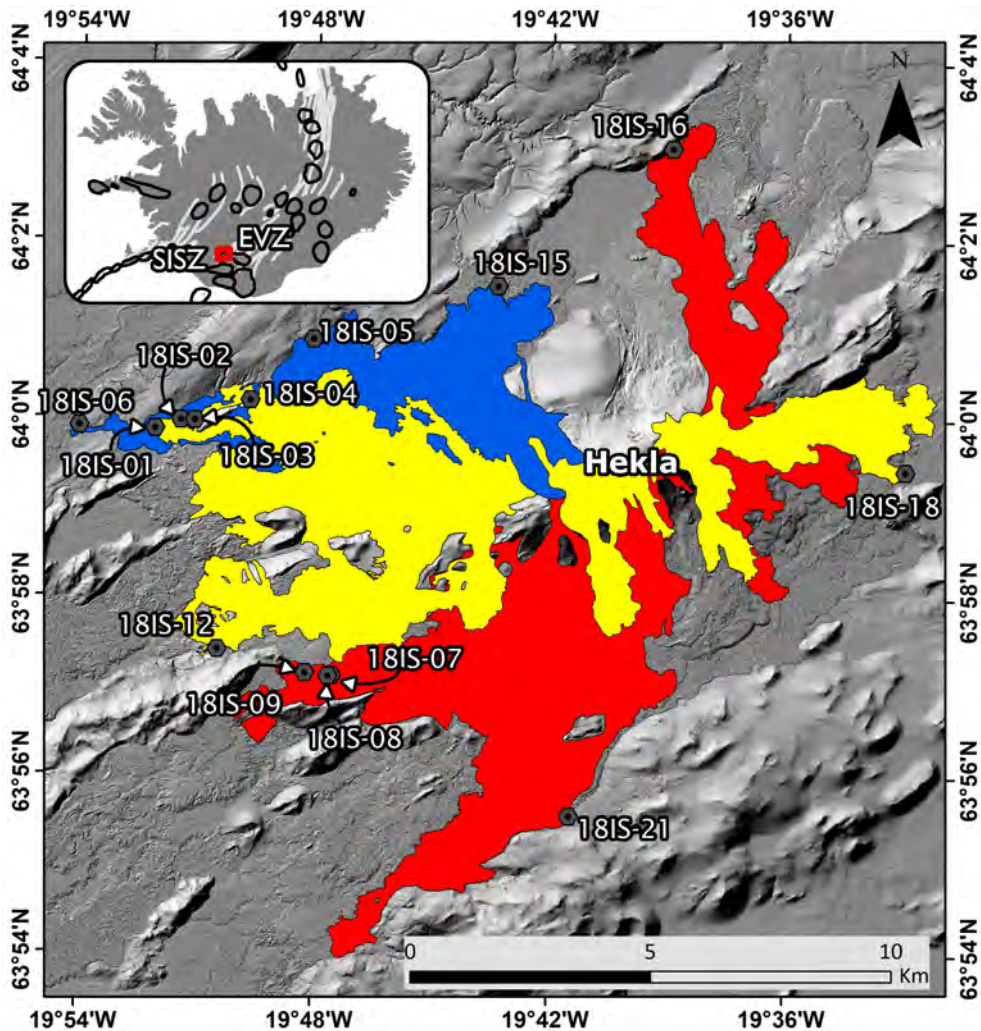 19°54'W 19°48'W 19°42'W 19°36'W
64°4'N 64°4'N
N
18IS-16
EVZ
SISZ
64°2'N 64°2'N
18IS-15
18IS-05
18IS-02
18IS-04
18IS-06
64°0'N 64°0'N
18IS-01
18IS-03
Hekla
18IS-18
63°58'N 63°58'N
18IS-12
18IS-07
18IS-09
18IS-08
63°56'N 63°56'N
18IS-21
63°54'N 63°54'N
0 5 10
Km
19°54'W 19°48'W 19°42'W 19°36'W